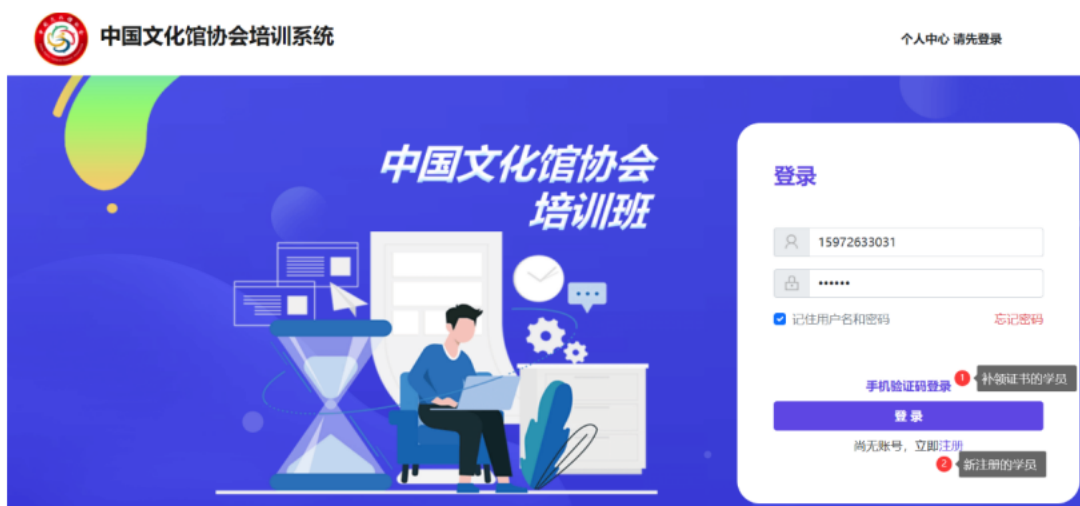 中国文化馆协会培训系统
个人中心 请先登录
中国文化馆协会
培训班
登录
15972633031
••••••
记住用户名和密码
忘记密码
手机验证码登录
1
补领证书的学员
登 录
尚无账号，立即注册
2
新注册的学员